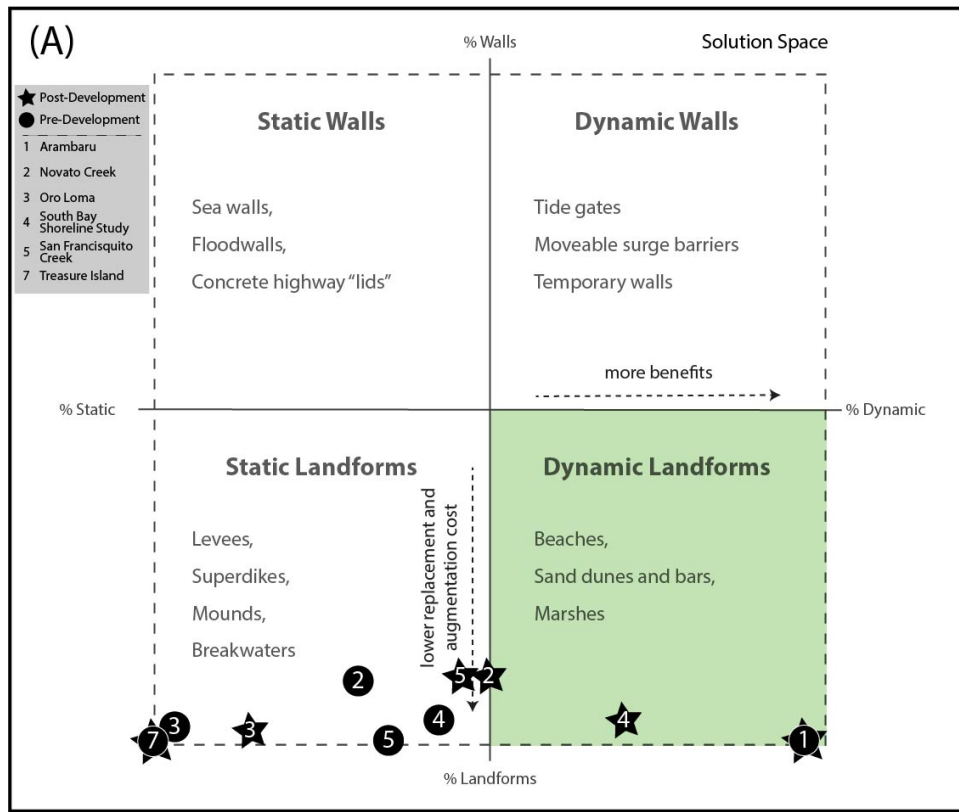 (A)
% Walls
Solution Space
Post-Development
Pre-Development
1 Arambaru
2 Novato Creek
3 Oro Loma
4 South Bay
Shoreline Study
5 San Francisquito
Creek
7 Treasure Island
Static Walls
Sea walls,
Floodwalls,
Concrete highway "lids"
Dynamic Walls
Tide gates
Moveable surge barriers
Temporary walls
more benefits
% Static
% Dynamic
Static Landforms
Levees,
Superdikes,
Mounds,
Breakwaters
lower replacement and
augmentation cost
Dynamic Landforms
Beaches,
Sand dunes and bars,
Marshes
2
5
2
7
3
3
5
4
4
1
% Landforms